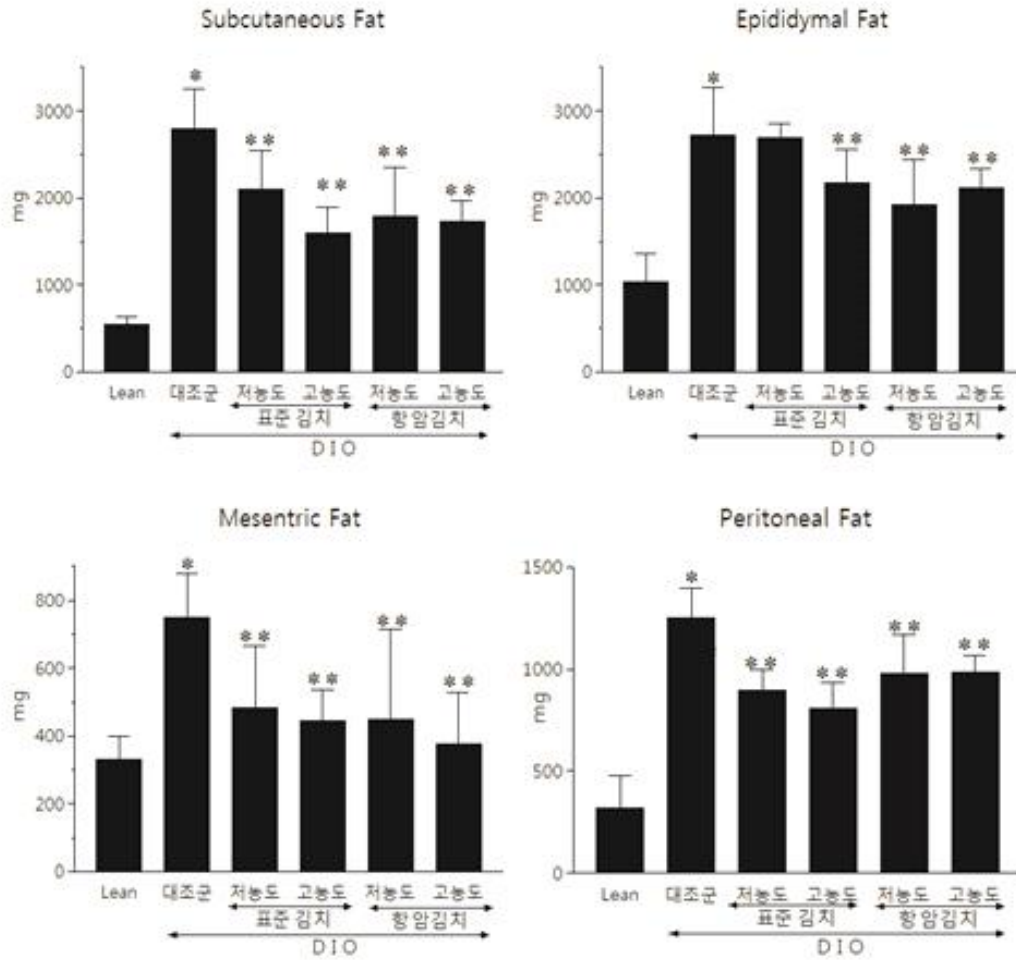 Subcutaneous Fat
3000
2000
1000
0
mg
*
**
**
**
**
Lean 대조군 저농도 고농도 저농도 고농도
표준 김치 항암김치
DIO
Epididymal Fat
3000
2000
1000
0
mg
*
**
**
**
Lean 대조군 저농도 고농도 저농도 고농도
표준 김치 항암김치
DIO
Mesentric Fat
800
600
400
200
0
mg
*
**
**
**
**
Lean 대조군 저농도 고농도 저농도 고농도
표준 김치 항암김치
DIO
Peritoneal Fat
1500
1000
500
0
mg
*
**
**
**
**
Lean 대조군 저농도 고농도 저농도 고농도
표준 김치 항암김치
DIO